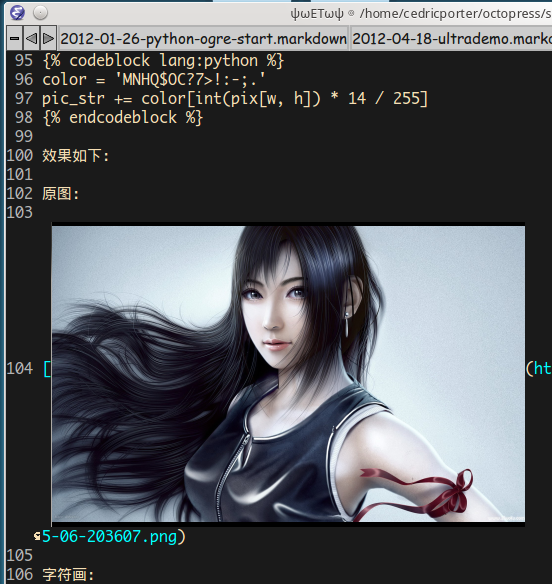 ψωETωψ @ /home/cedricporter/octopress/s
2012-01-26-python-ogre-start.markdown 2012-04-18-ultrademo.marko
95 {% codeblock lang:python %}
96 color = 'MNHQ$OC?7>!:-;.'
97 pic_str += color[int(pix[w, h]) * 14 / 255]
98 {% endcodeblock %}
99
100 效果如下:
101
102 原图:
103
104 [ (ht
5-06-203607.png)
105
106 字符画: